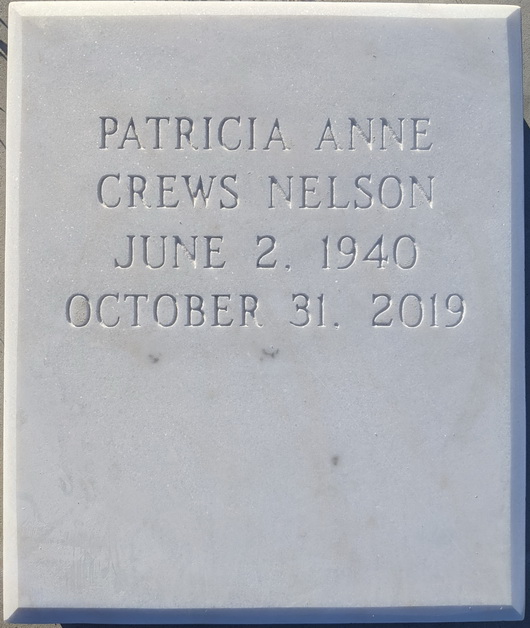 PATRICIA ANNE
CREWS NELSON
JUNE 2, 1940
OCTOBER 31, 2019